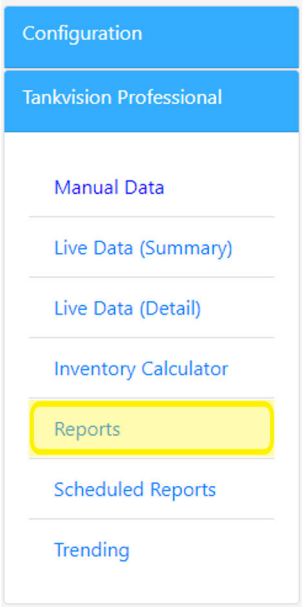 Configuration
Tankvision Professional
Manual Data
Live Data (Summary)
Live Data (Detail)
Inventory Calculator
Reports
Scheduled Reports
Trending